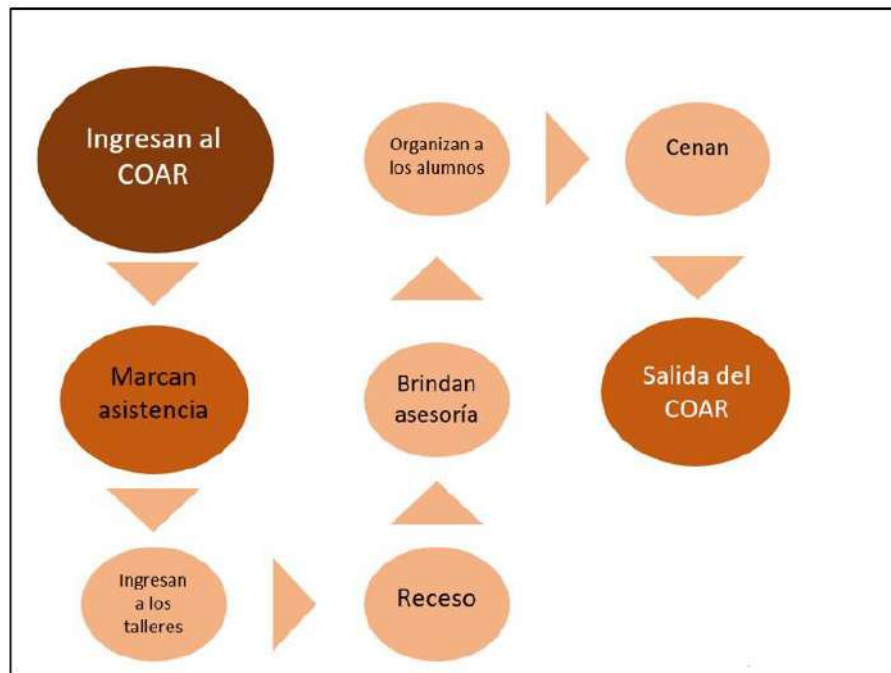 Ingresan al
COAR
Marcan
asistencia
Ingresan
a los
talleres
Receso
Brindan
asesoría
Organizan a
los alumnos
Cenan
Salida del
COAR